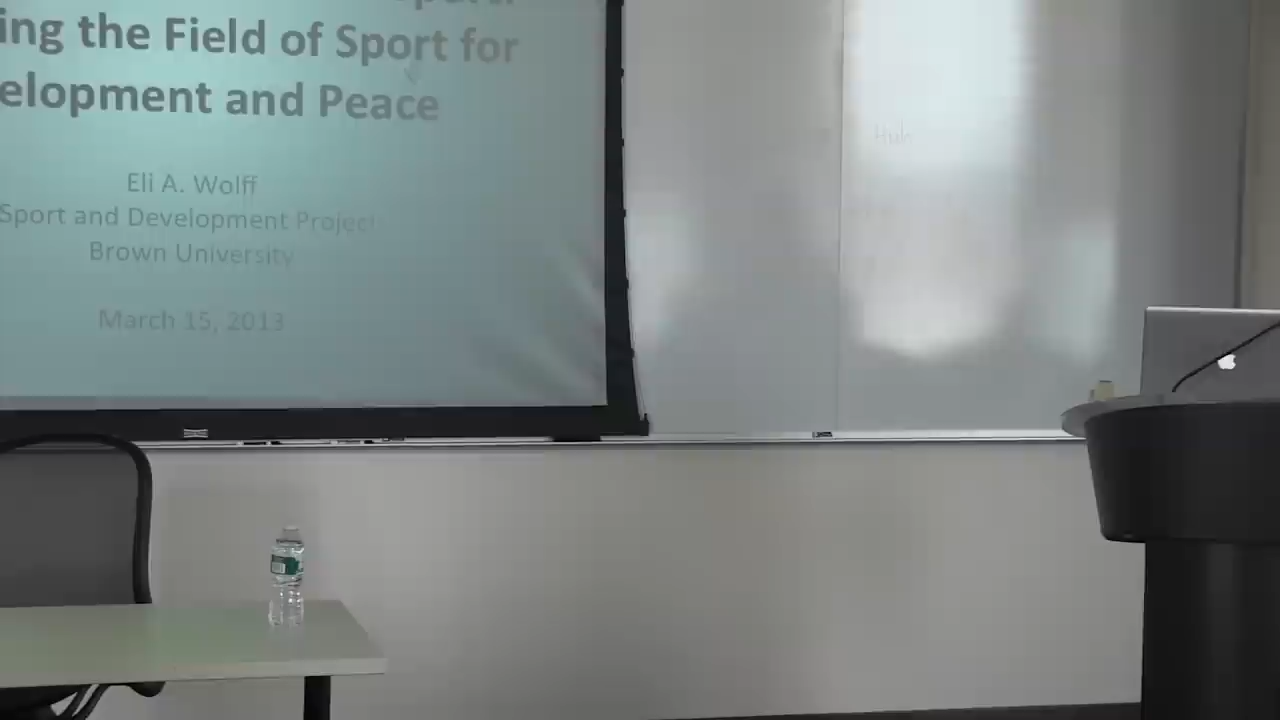 ing the Field of Sport for
elopment and Peace
Eli A. Wolff
Sport and Development Project
Brown University
March 15, 2013